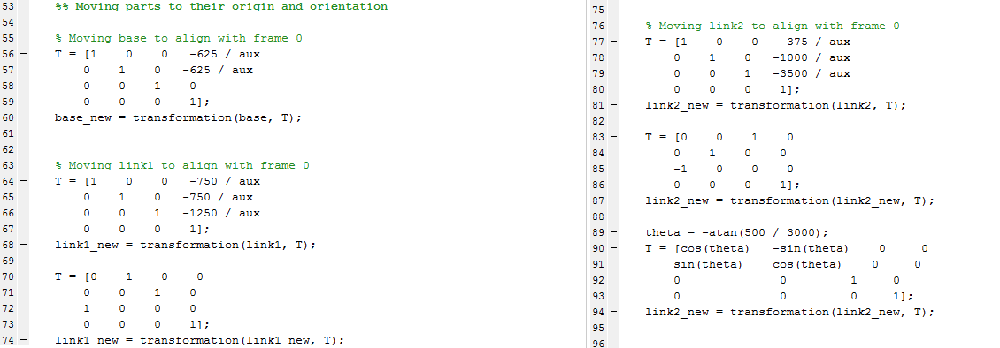 53 %% Moving parts to their origin and orientation
54
55 % Moving base to align with frame 0
56 – T = [1 0 0 -625 / aux
57 0 1 0 -625 / aux
58 0 0 1 0
59 0 0 0 1];
60 – base_new = transformation(base, T);
61
62
63 % Moving link1 to align with frame 0
64 – T = [1 0 0 -750 / aux
65 0 1 0 -750 / aux
66 0 0 1 -1250 / aux
67 0 0 0 1];
68 – link1_new = transformation(link1, T);
69
70 – T = [0 1 0 0
71 0 0 1 0
72 1 0 0 0
73 0 0 0 1];
74 – link1 new = transformation(link1 new, T);
75
76 % Moving link2 to align with frame 0
77 – T = [1 0 0 -375 / aux
78 0 1 0 -1000 / aux
79 0 0 1 -3500 / aux
80 0 0 0 1];
81 – link2_new = transformation(link2, T);
82
83 – T = [0 0 1 0
84 0 1 0 0
85 -1 0 0 0
86 0 0 0 1];
87 – link2_new = transformation(link2_new, T);
88
89 – theta = -atan(500 / 3000);
90 – T = [cos(theta) -sin(theta) 0 0
91 sin(theta) cos(theta) 0 0
92 0 0 1 0
93 0 0 0 1];
94 – link2_new = transformation(link2_new, T);
95
96